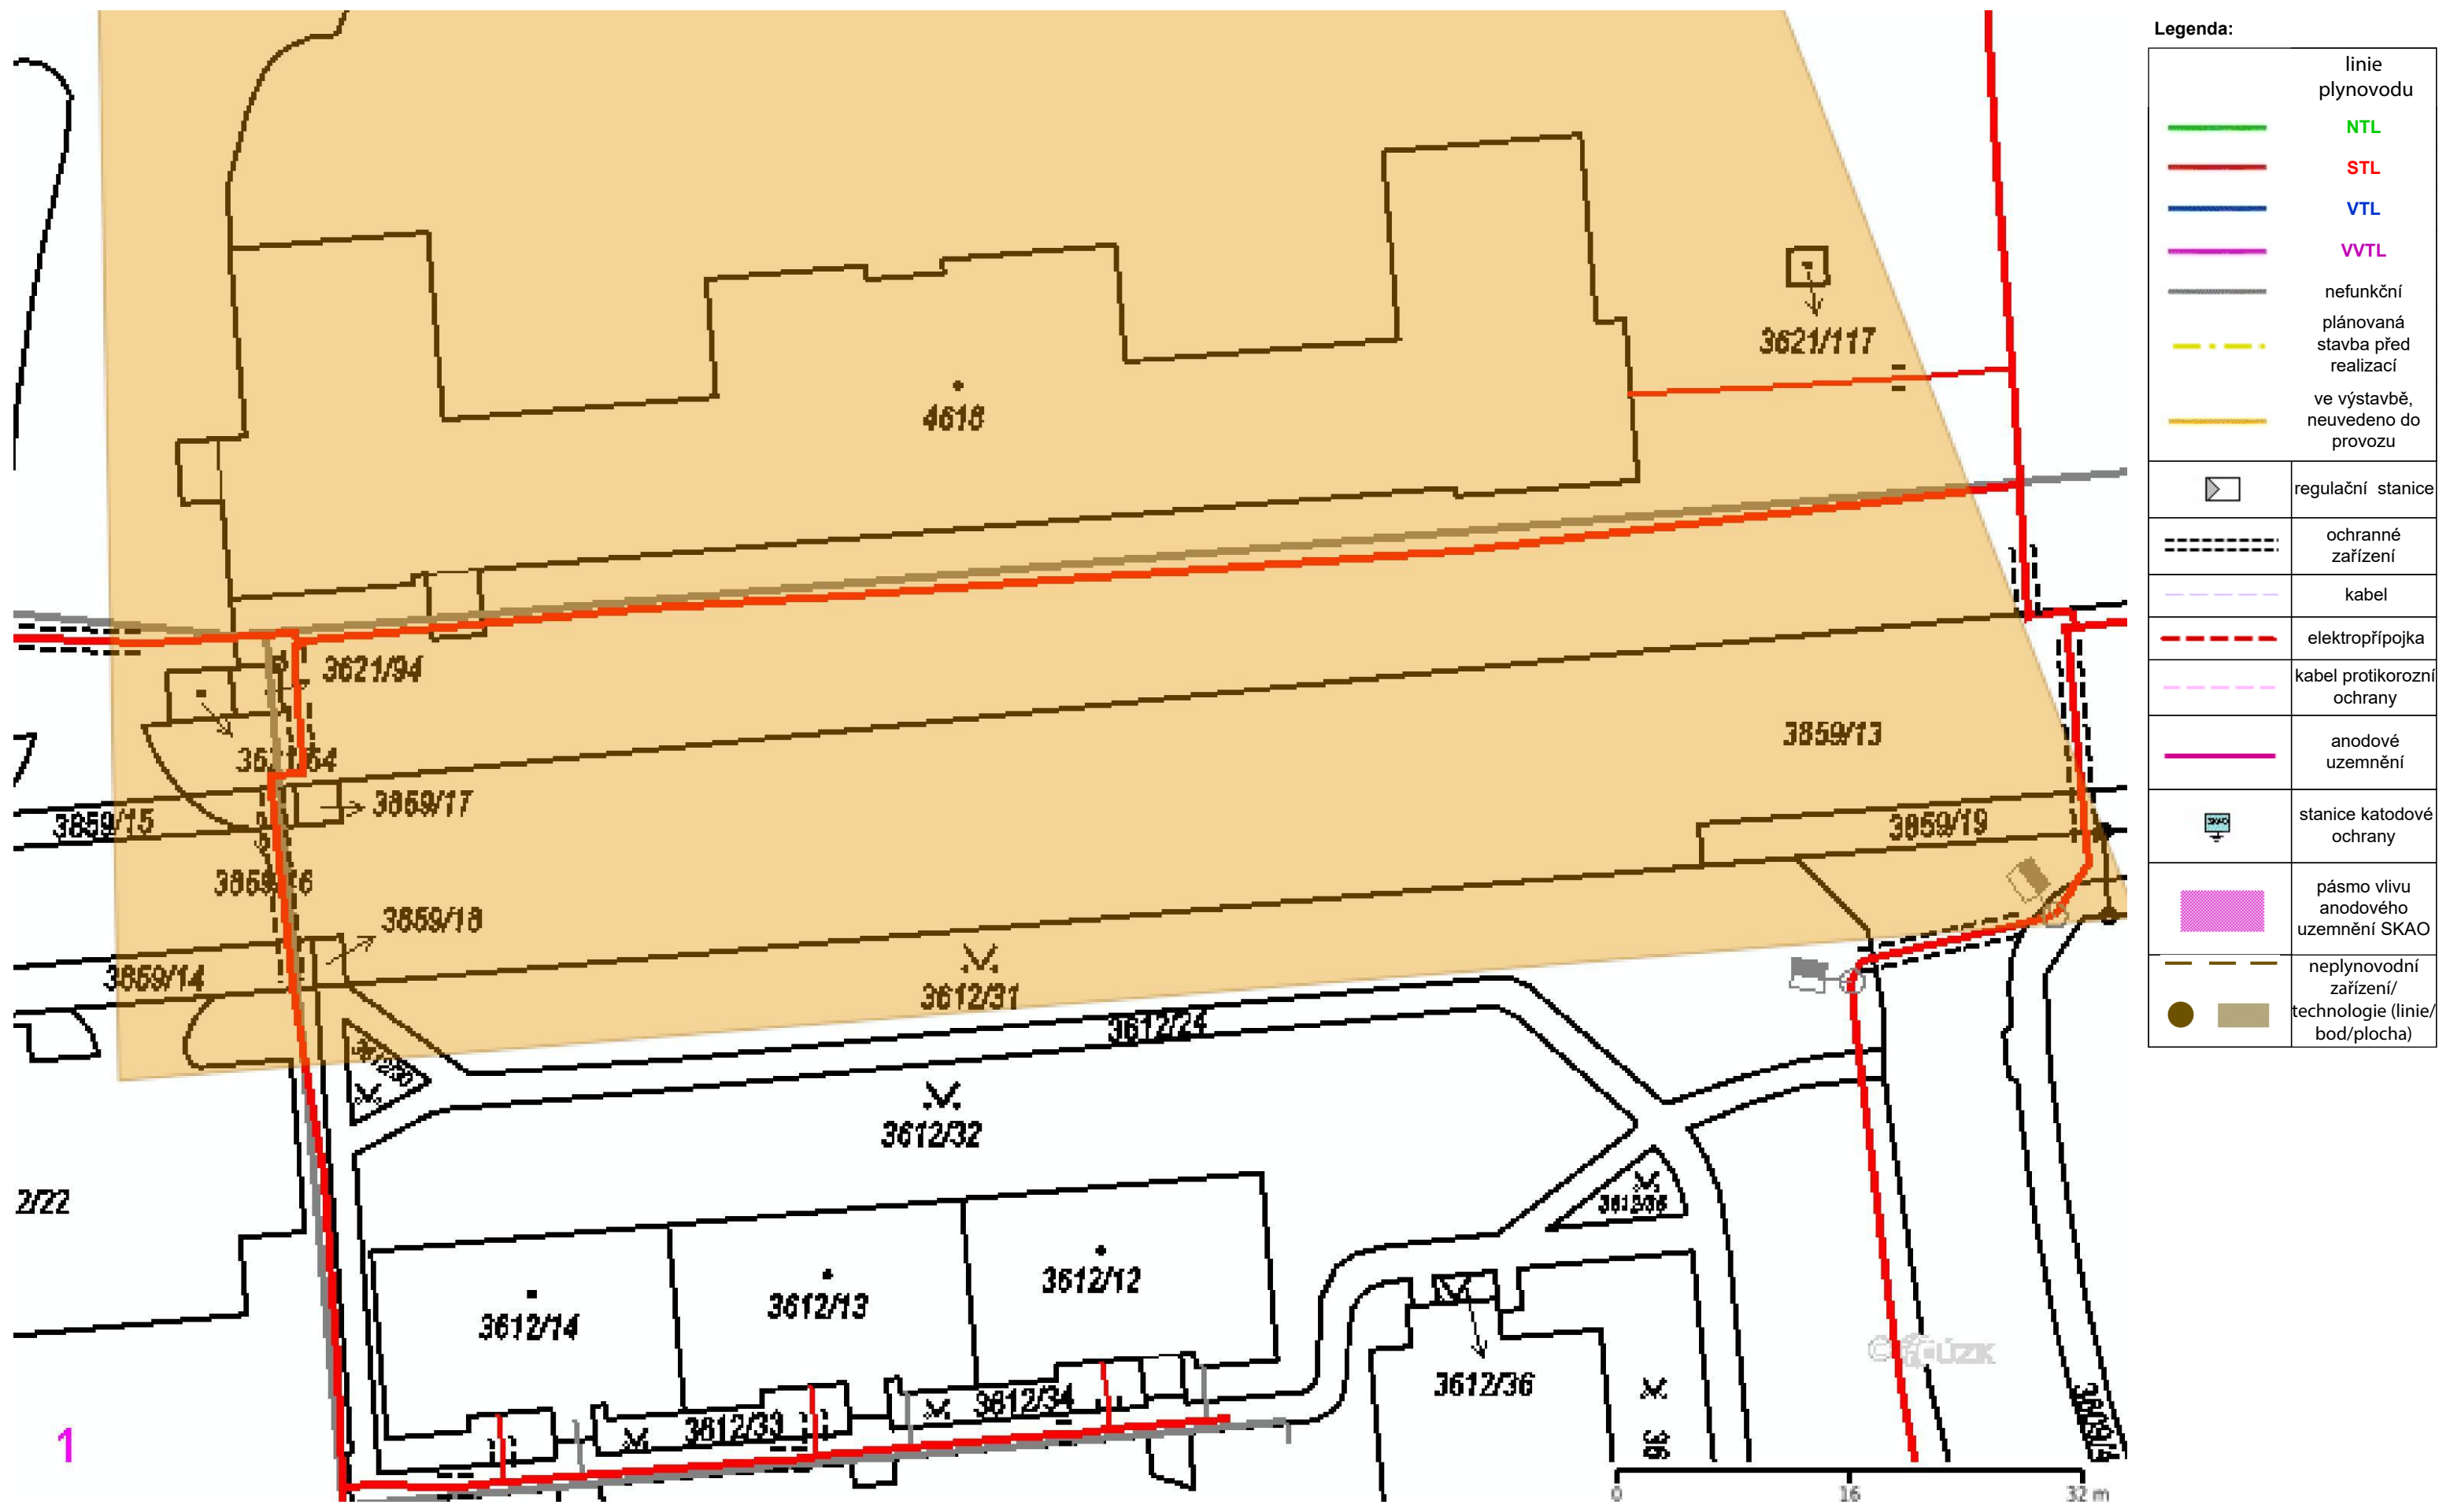 Legenda:
linie
plynovodu
NTL
STL
VTL
VVTL
nefunkční
plánovaná
stavba před
realizací
ve výstavbě,
neuvedeno do
provozu
regulační stanice
ochranné
zařízení
kabel
elektropřípojka
kabel protikorozní
ochrany
anodové
uzemnění
SKAO
stanice katodové
ochrany
pásmo vlivu
anodového
uzemnění SKAO
neplynovodní
zařízení/
technologie (linie/
bod/plocha)
3621/117
4618
3621/94
3859/13
3859/17
3859/15
3859/19
3859/16
3859/18
3859/14
3612/31
3612/24
3612/32
2/22
3612/12
3612/13
3612/14
3612/36
3612/34
3612/33
1
0 16 32 m